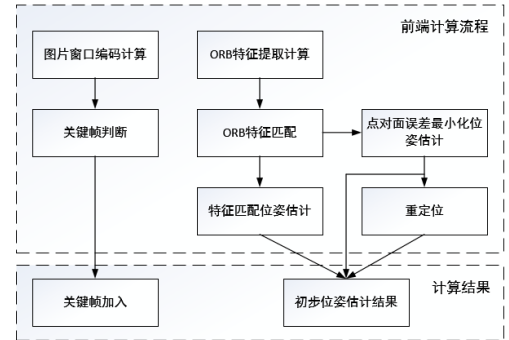 前端计算流程
图片窗口编码计算
ORB特征提取计算
关键帧判断
ORB特征匹配
点对面误差最小化位
姿估计
特征匹配位姿估计
重定位
计算结果
关键帧加入
初步位姿估计结果